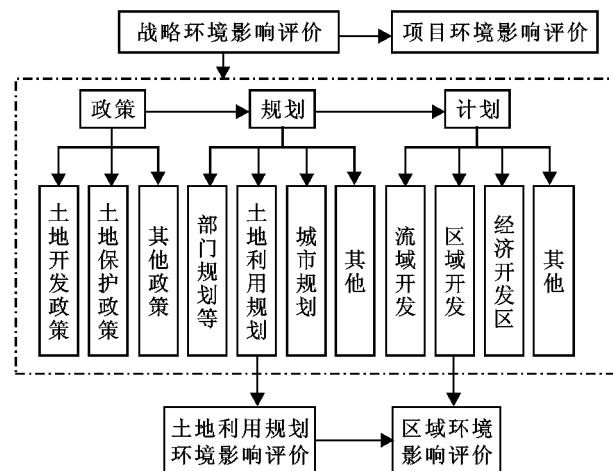 战略环境影响评价
项目环境影响评价
政策
规划
计划
土地开发政策
土地保护政策
其他政策
部门规划等
土地利用规划
城市规划
其他
流域开发
区域开发
经济开发区
其他
土地利用规划
环境影响评价
区域环境
影响评价